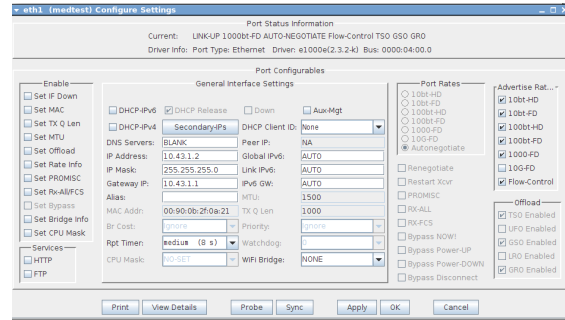 eth1 (medtest) Configure Settings
Port Status Information
Current: LINK-UP 1000bt-FD AUTO-NEGOTIATE Flow-Control TSO GSO GRO
Driver Info: Port Type: Ethernet Driver: e1000e(2.3.2-k) Bus: 0000:04:00.0
Port Configurables
Enable
Set IF Down
Set MAC
Set TX Q Len
Set MTU
Set Offload
Set Rate Info
Set PROMISC
Set Rx-All/FCS
Set Bypass
Set Bridge Info
Set CPU Mask
Services
HTTP
FTP
General Interface Settings
DHCP-IPv6 DHCP Release Down Aux-Mgt
DHCP-IPv4 Secondary-IPs DHCP Client ID: None
DNS Servers: BLANK Peer IP: NA
IP Address: 10.43.1.2 Global IPv6: AUTO
IP Mask: 255.255.255.0 Link IPv6: AUTO
Gateway IP: 10.43.1.1 IPv6 GW: AUTO
Alias: MTU: 1500
MAC Addr: 00:90:0b:2f:0a:21 TX Q Len 1000
Br Cost: Ignore Priority: Ignore
Rpt Timer: medium (8 s) Watchdog: 0
CPU Mask: NO-SET WiFi Bridge: NONE
Port Rates
10bt-HD
10bt-FD
100bt-HD
100bt-FD
1000-FD
10G-FD
Autonegotiate
Renegotiate
Restart Xcvr
PROMISC
RX-ALL
RX-FCS
Bypass NOW!
Bypass Power-UP
Bypass Power-DOWN
Bypass Disconnect
Advertise Rat...
10bt-HD
10bt-FD
100bt-HD
100bt-FD
1000-FD
10G-FD
Flow-Control
Offload
TSO Enabled
UFO Enabled
GSO Enabled
LRO Enabled
GRO Enabled
Print View Details Probe Sync Apply OK Cancel